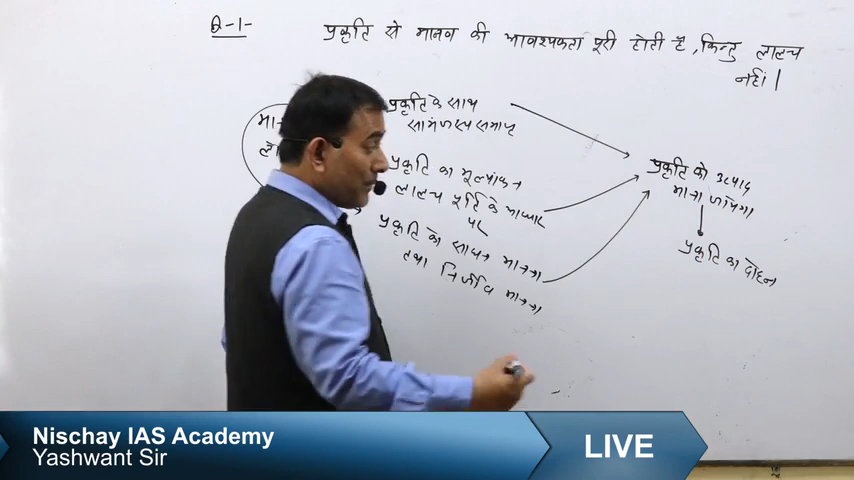 Q-1-
प्रकृति से मानव की आवश्यकता पूरी होती है, किन्तु लालच
नहीं |
मा
ले
प्रकृति के साथ
सामंजस्य समाप्त
प्रकृति का मूल्यांकन
लालच पूर्ति के आधार
पर
प्रकृति को साधन मानना
तथा निर्जीव मानना
प्रकृति को उत्पाद
माना जायेगा
प्रकृति का दोहन
Nischay IAS Academy
Yashwant Sir
LIVE